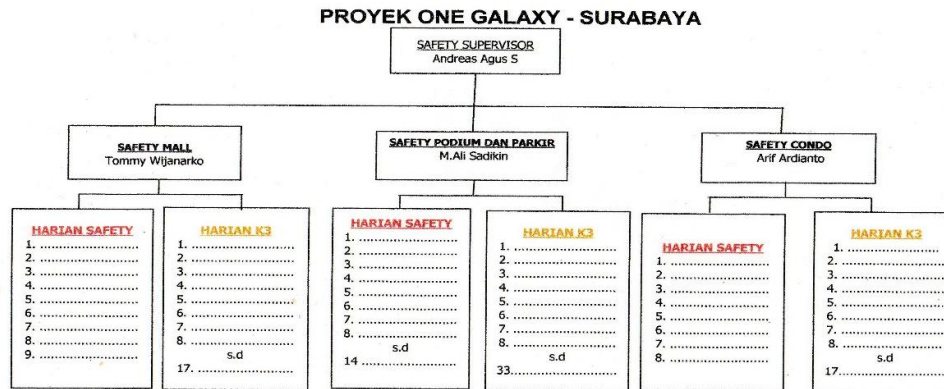 PROYEK ONE GALAXY - SURABAYA
SAFETY SUPERVISOR
Andreas Agus S
SAFETY MALL
Tommy Wijanarko
SAFETY PODIUM DAN PARKIR
M.Ali Sadikin
SAFETY CONDO
Arif Ardianto
HARIAN SAFETY
1. ........................
2. ........................
3. ........................
4. ........................
5. ........................
6. ........................
7. ........................
8. ........................
9. ........................
HARIAN K3
1. ........................
2. ........................
3. ........................
4. ........................
5. ........................
6. ........................
7. ........................
8. ........................
s.d
17. ........................
HARIAN SAFETY
1. ........................
2. ........................
3. ........................
4. ........................
5. ........................
6. ........................
7. ........................
8. ........................
s.d
14 ........................
HARIAN K3
1. ........................
2. ........................
3. ........................
4. ........................
5. ........................
6. ........................
7. ........................
8. ........................
s.d
33........................
HARIAN SAFETY
1. ........................
2. ........................
3. ........................
4. ........................
5. ........................
6. ........................
7. ........................
8. ........................
HARIAN K3
1. ........................
2. ........................
3. ........................
4. ........................
5. ........................
6. ........................
7. ........................
8. ........................
s.d
17........................